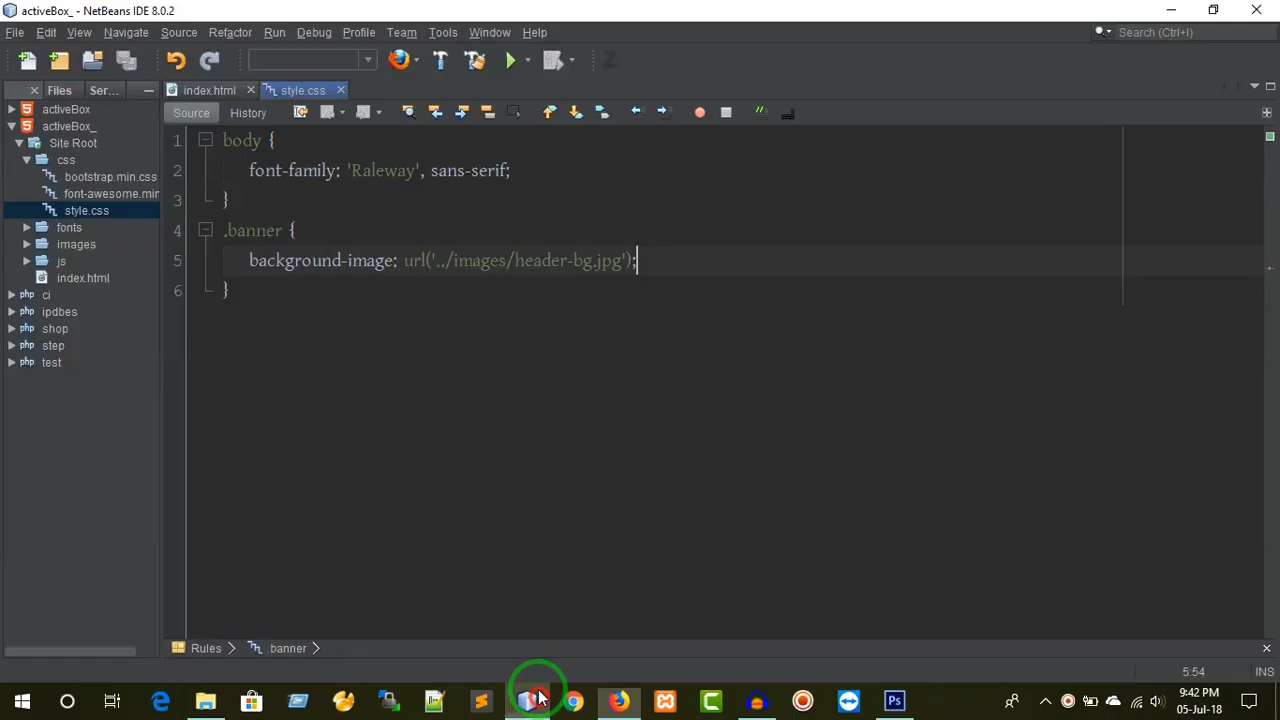 activeBox_ - NetBeans IDE 8.0.2
File Edit View Navigate Source Refactor Run Debug Profile Team Tools Window Help
Search (Ctrl+I)
Files Ser...
index.html
style.css
activeBox
Source History
activeBox_
Site Root
css
bootstrap.min.css
font-awesome.min
style.css
fonts
images
js
index.html
ci
ipdbes
shop
step
test
1 body {
2 font-family: 'Raleway', sans-serif;
3 }
4 .banner {
5 background-image: url('../images/header-bg.jpg');
6 }
Rules .banner
5:54 INS
9:42 PM
05-Jul-18